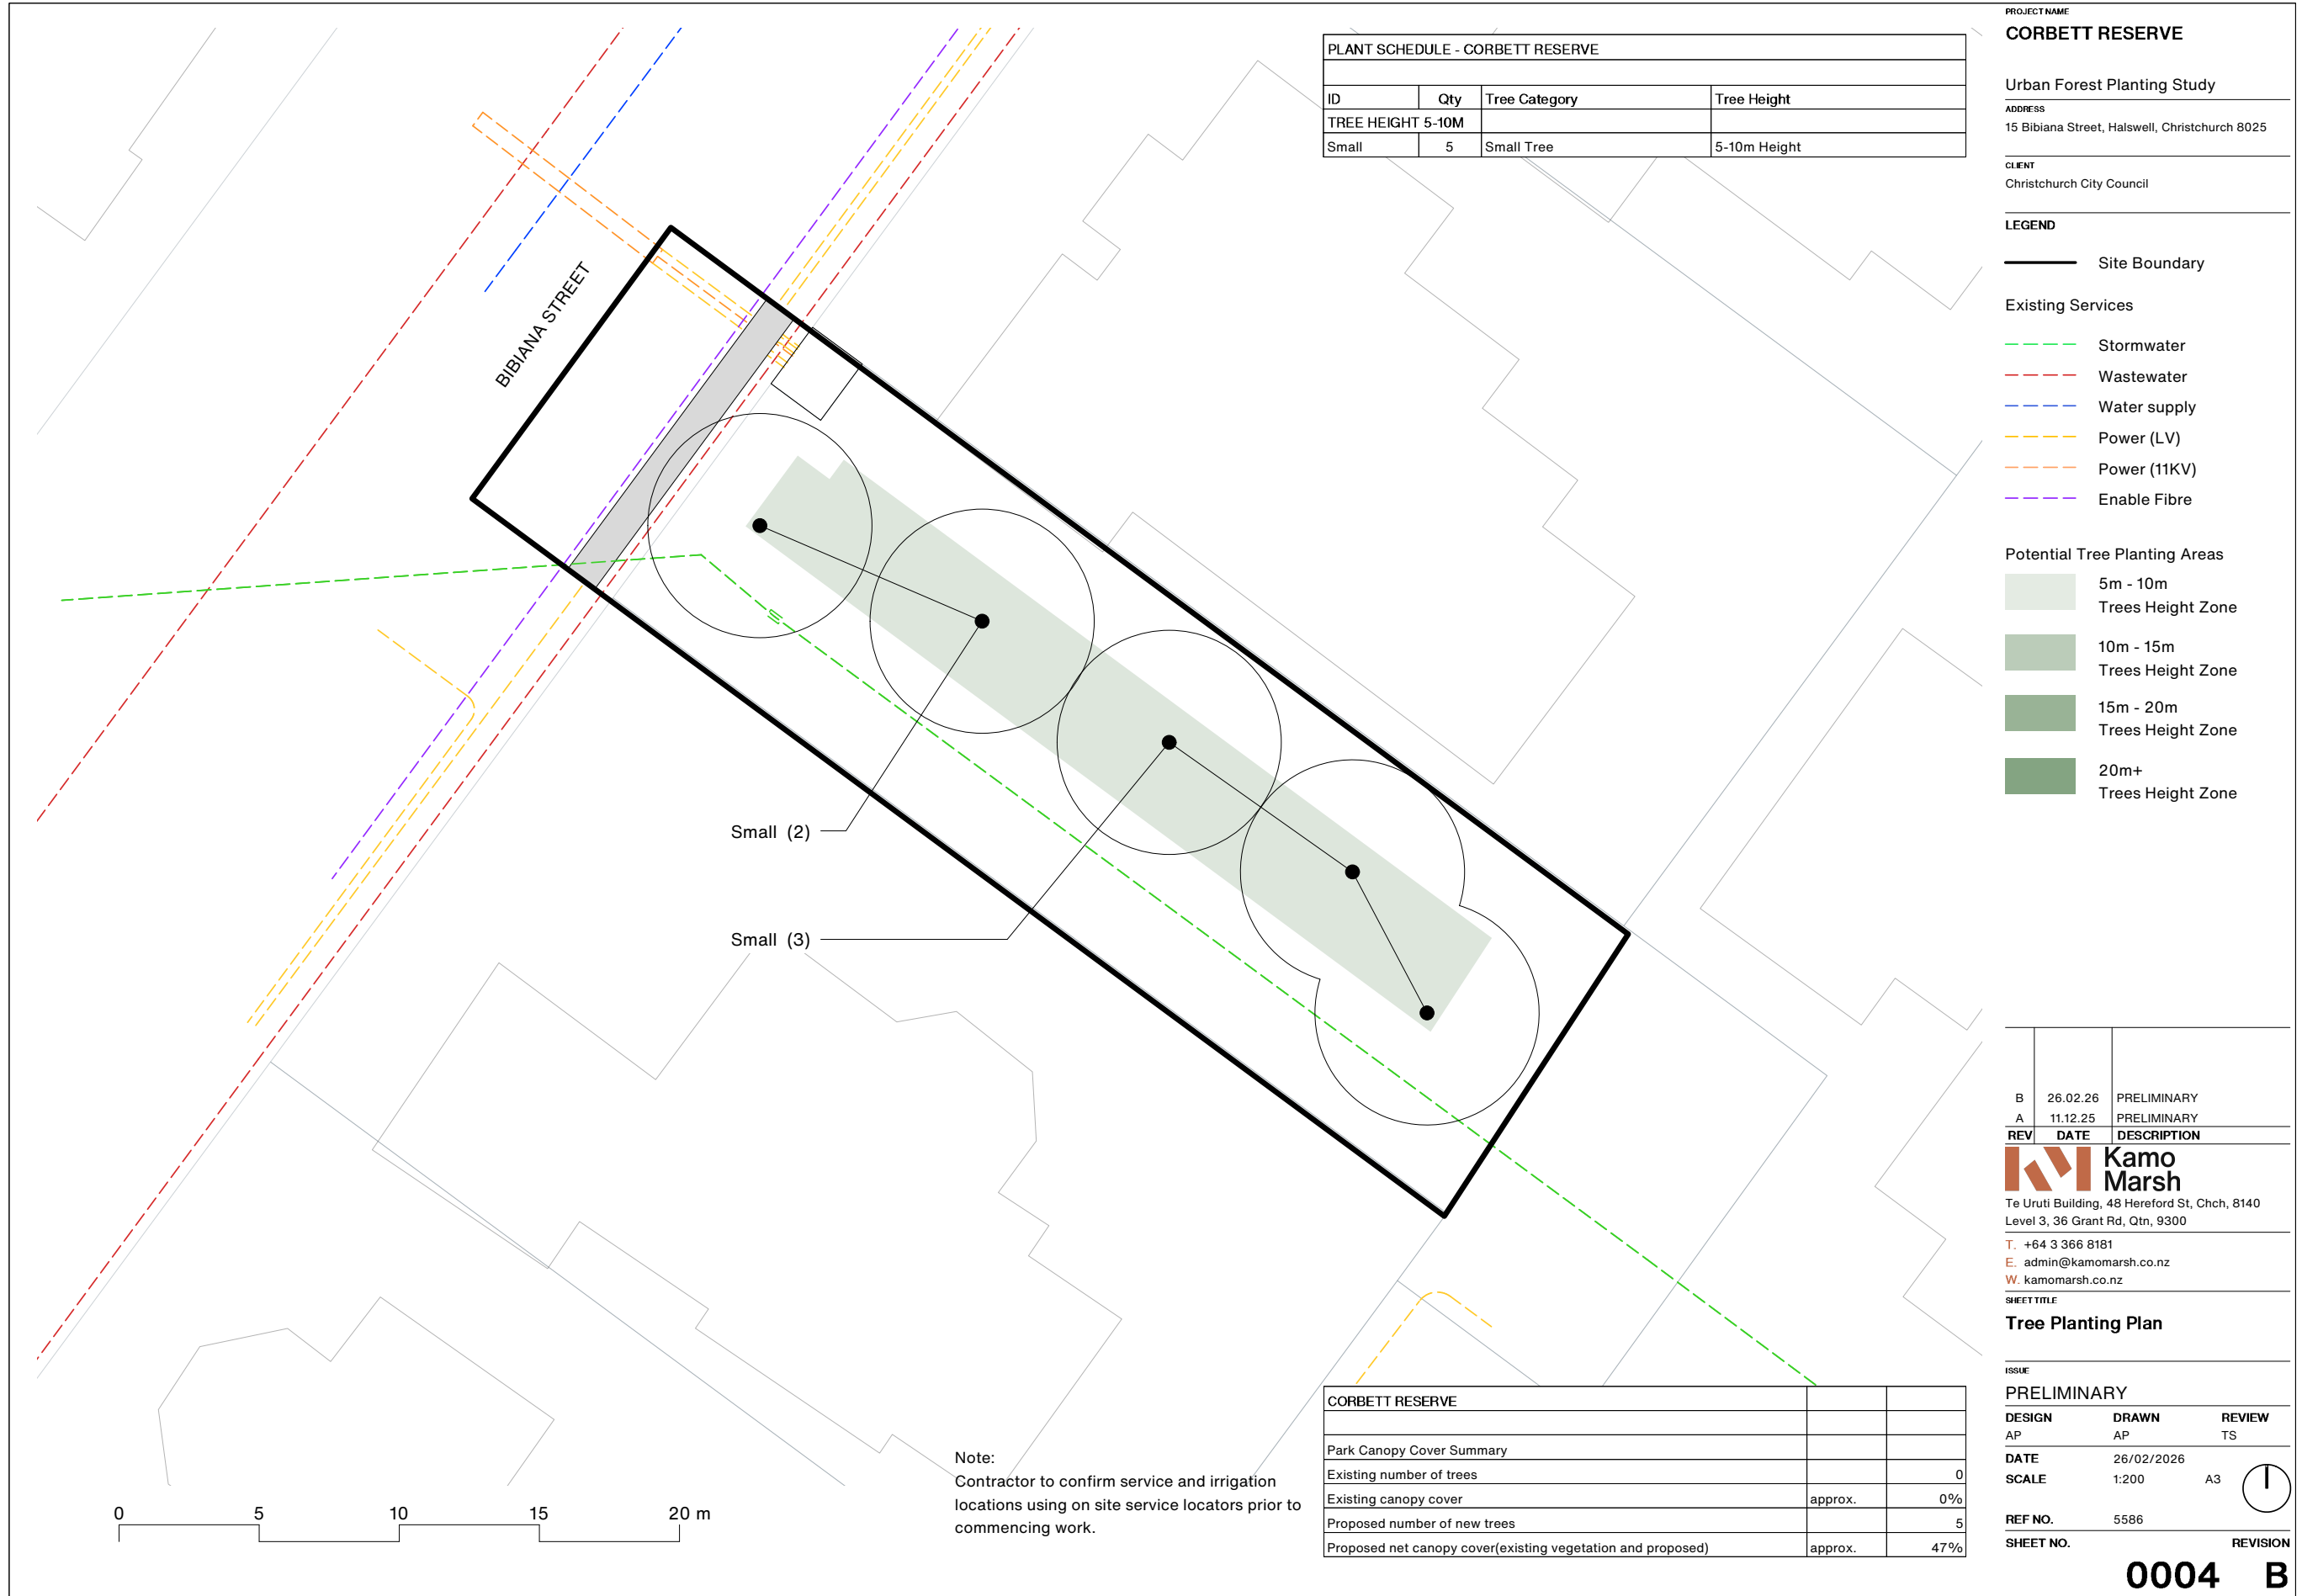 PLANT SCHEDULE - CORBETT RESERVE
ID Qty Tree Category Tree Height
TREE HEIGHT 5-10M
Small 5 Small Tree 5-10m Height
BIBIANA STREET
Small (2)
Small (3)
0 5 10 15 20 m
Note:
Contractor to confirm service and irrigation
locations using on site service locators prior to
commencing work.
CORBETT RESERVE
Park Canopy Cover Summary
Existing number of trees 0
Existing canopy cover approx. 0%
Proposed number of new trees 5
Proposed net canopy cover(existing vegetation and proposed) approx. 47%
PROJECT NAME
CORBETT RESERVE
Urban Forest Planting Study
ADDRESS
15 Bibiana Street, Halswell, Christchurch 8025
CLIENT
Christchurch City Council
LEGEND
Site Boundary
Existing Services
Stormwater
Wastewater
Water supply
Power (LV)
Power (11KV)
Enable Fibre
Potential Tree Planting Areas
5m - 10m
Trees Height Zone
10m - 15m
Trees Height Zone
15m - 20m
Trees Height Zone
20m+
Trees Height Zone
B 26.02.26 PRELIMINARY
A 11.12.25 PRELIMINARY
REV DATE DESCRIPTION
Kamo
Marsh
Te Uruti Building, 48 Hereford St, Chch, 8140
Level 3, 36 Grant Rd, Qtn, 9300
T. +64 3 366 8181
E. admin@kamomarsh.co.nz
W. kamomarsh.co.nz
SHEET TITLE
Tree Planting Plan
ISSUE
PRELIMINARY
DESIGN DRAWN REVIEW
AP AP TS
DATE 26/02/2026
SCALE 1:200 A3
REF NO. 5586
SHEET NO. REVISION
0004 B